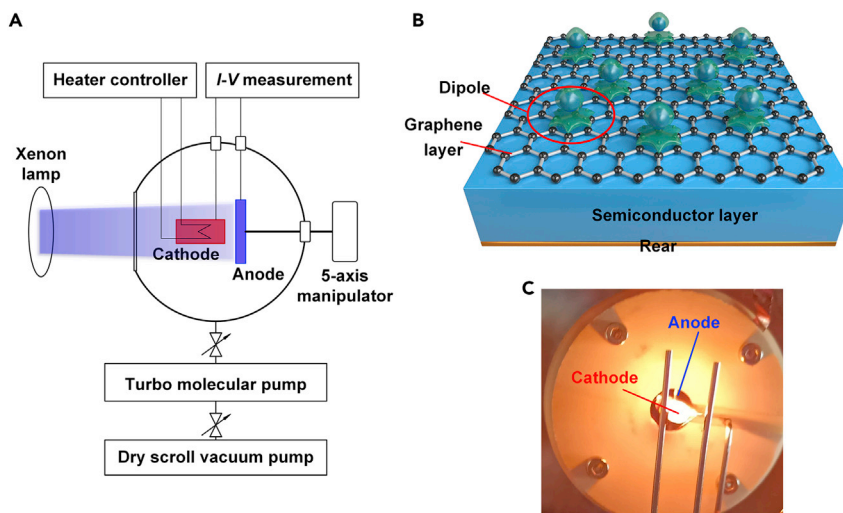 A
Heater controller
I-V measurement
Xenon
lamp
Cathode
Anode
5-axis
manipulator
Turbo molecular pump
Dry scroll vacuum pump
B
Dipole
Graphene
layer
Semiconductor layer
Rear
C
Anode
Cathode